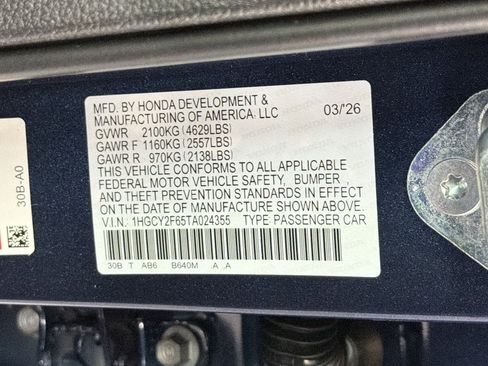 MFD. BY HONDA DEVELOPMENT &
MANUFACTURING OF AMERICA, LLC 03/'26
GVWR 2100KG (4629LBS)
GAWR F 1160KG (2557LBS)
GAWR R 970KG (2138LBS)
THIS VEHICLE CONFORMS TO ALL APPLICABLE
FEDERAL MOTOR VEHICLE SAFETY, BUMPER,
AND THEFT PREVENTION STANDARDS IN EFFECT
ON THE DATE OF MANUFACTURE SHOWN ABOVE.
V.I.N.: 1HGCY2F65TA024355 TYPE: PASSENGER CAR
30B T AB6 B640M A A
30B-A0